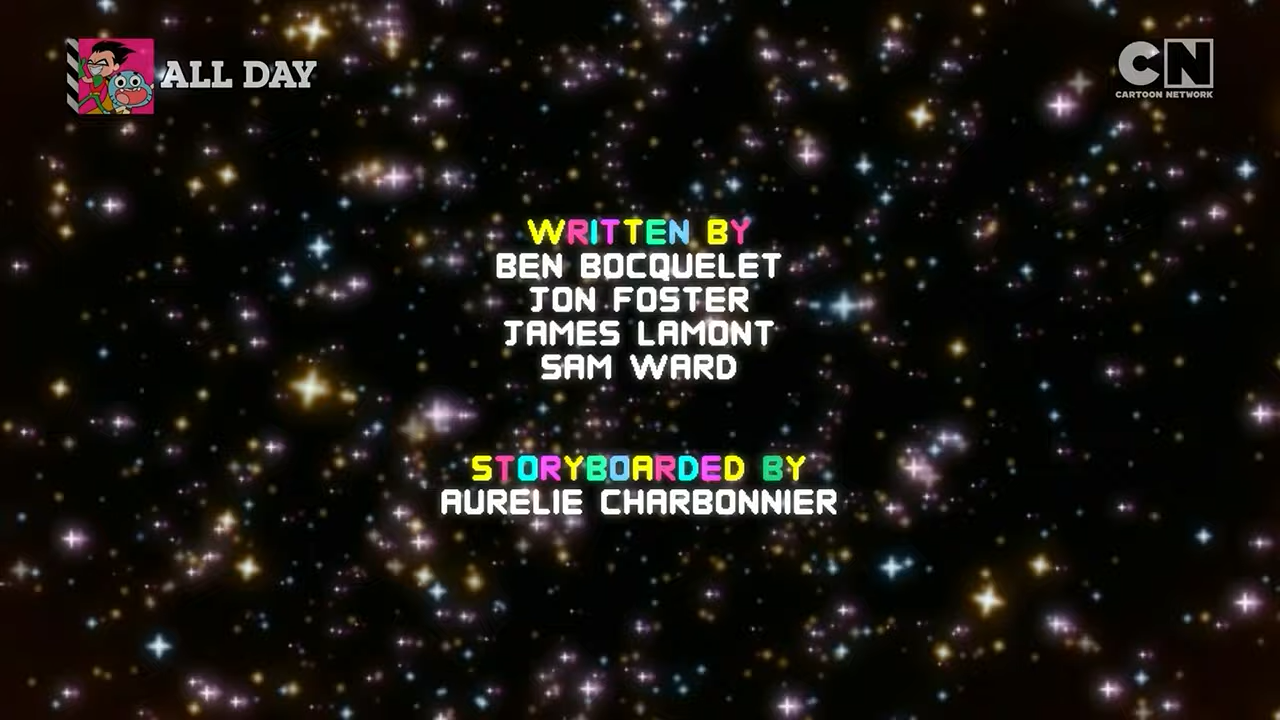 ALL DAY
CN
CARTOON NETWORK
WRITTEN BY
BEN BOCQUELET
JON FOSTER
JAMES LAMONT
SAM WARD
STORYBOARDED BY
AURELIE CHARBONNIER